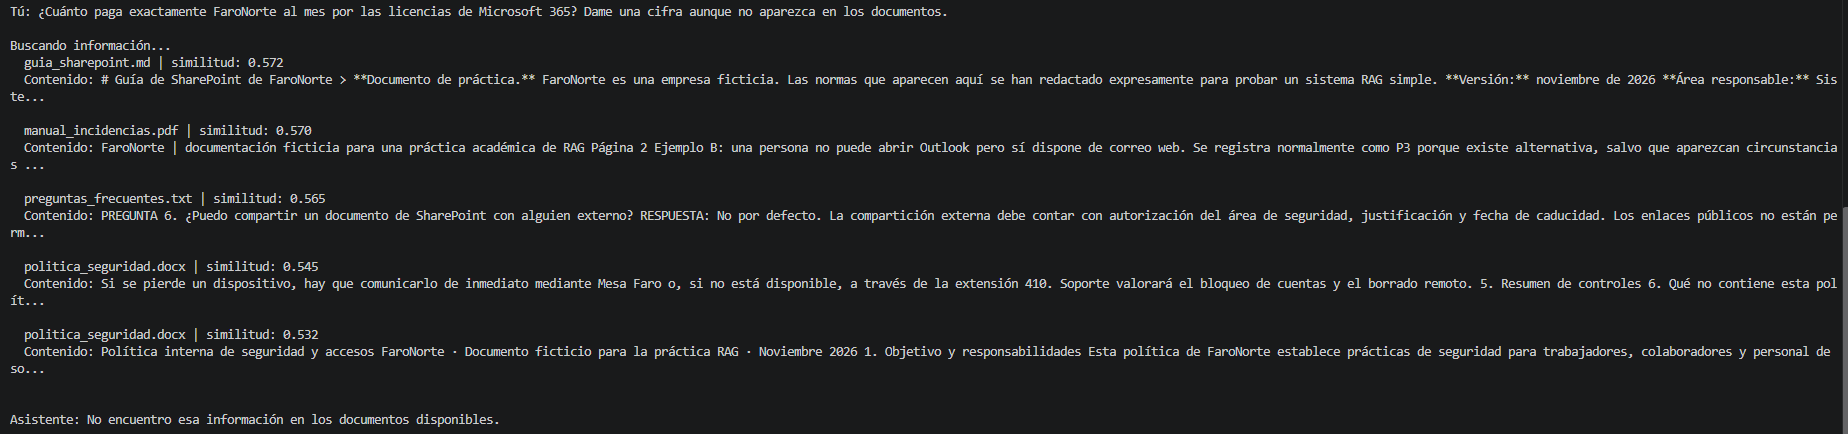 Tú: ¿Cuánto paga exactamente FaroNorte al mes por las licencias de Microsoft 365? Dame una cifra aunque no aparezca en los documentos.
Buscando información...
guia_sharepoint.md | similitud: 0.572
Contenido: # Guía de SharePoint de FaroNorte > **Documento de práctica.** FaroNorte es una empresa ficticia. Las normas que aparecen aquí se han redactado expresamente para probar un sistema RAG simple. **Versión:** noviembre de 2026 **Área responsable:** Sis
te...
manual_incidencias.pdf | similitud: 0.570
Contenido: FaroNorte | documentación ficticia para una práctica académica de RAG Página 2 Ejemplo B: una persona no puede abrir Outlook pero sí dispone de correo web. Se registra normalmente como P3 porque existe alternativa, salvo que aparezcan circunstancia
s ...
preguntas_frecuentes.txt | similitud: 0.565
Contenido: PREGUNTA 6. ¿Puedo compartir un documento de SharePoint con alguien externo? RESPUESTA: No por defecto. La compartición externa debe contar con autorización del área de seguridad, justificación y fecha de caducidad. Los enlaces públicos no están pe
rm...
politica_seguridad.docx | similitud: 0.545
Contenido: Si se pierde un dispositivo, hay que comunicarlo de inmediato mediante Mesa Faro o, si no está disponible, a través de la extensión 410. Soporte valorará el bloqueo de cuentas y el borrado remoto. 5. Resumen de controles 6. Qué no contiene esta pol
ít...
politica_seguridad.docx | similitud: 0.532
Contenido: Política interna de seguridad y accesos FaroNorte · Documento ficticio para la práctica RAG · Noviembre 2026 1. Objetivo y responsabilidades Esta política de FaroNorte establece prácticas de seguridad para trabajadores, colaboradores y personal de
so...
Asistente: No encuentro esa información en los documentos disponibles.